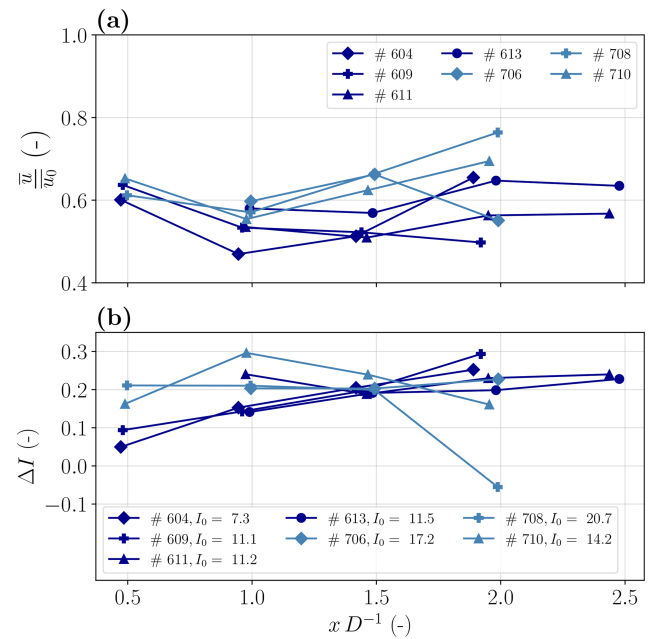 (a)
1.0
0.8
0.6
0.4
u̅ / u̅₀ (-)
# 604 # 613 # 708
# 609 # 706 # 710
# 611
(b)
0.3
0.2
0.1
0.0
−0.1
ΔI (-)
# 604, I₀ = 7.3 # 613, I₀ = 11.5 # 708, I₀ = 20.7
# 609, I₀ = 11.1 # 706, I₀ = 17.2 # 710, I₀ = 14.2
# 611, I₀ = 11.2
0.5 1.0 1.5 2.0 2.5
x D⁻¹ (-)